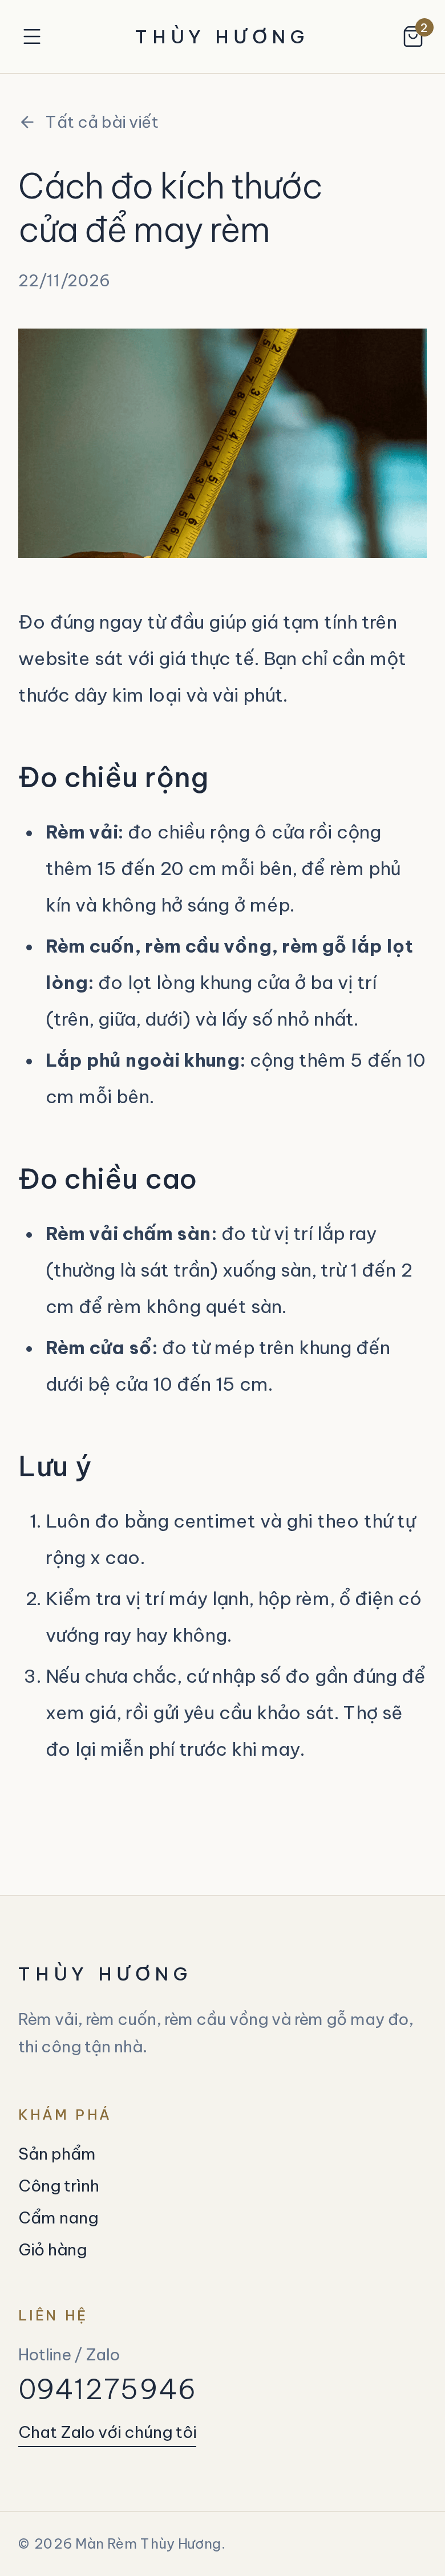 THÙY HƯƠNG
2
← Tất cả bài viết
Cách đo kích thước
cửa để may rèm
22/11/2026
Đo đúng ngay từ đầu giúp giá tạm tính trên
website sát với giá thực tế. Bạn chỉ cần một
thước dây kim loại và vài phút.
Đo chiều rộng
• Rèm vải: đo chiều rộng ô cửa rồi cộng
thêm 15 đến 20 cm mỗi bên, để rèm phủ
kín và không hở sáng ở mép.
• Rèm cuốn, rèm cầu vồng, rèm gỗ lắp lọt
lòng: đo lọt lòng khung cửa ở ba vị trí
(trên, giữa, dưới) và lấy số nhỏ nhất.
• Lắp phủ ngoài khung: cộng thêm 5 đến 10
cm mỗi bên.
Đo chiều cao
• Rèm vải chấm sàn: đo từ vị trí lắp ray
(thường là sát trần) xuống sàn, trừ 1 đến 2
cm để rèm không quét sàn.
• Rèm cửa sổ: đo từ mép trên khung đến
dưới bệ cửa 10 đến 15 cm.
Lưu ý
1. Luôn đo bằng centimet và ghi theo thứ tự
rộng x cao.
2. Kiểm tra vị trí máy lạnh, hộp rèm, ổ điện có
vướng ray hay không.
3. Nếu chưa chắc, cứ nhập số đo gần đúng để
xem giá, rồi gửi yêu cầu khảo sát. Thợ sẽ
đo lại miễn phí trước khi may.
THÙY HƯƠNG
Rèm vải, rèm cuốn, rèm cầu vồng và rèm gỗ may đo,
thi công tận nhà.
KHÁM PHÁ
Sản phẩm
Công trình
Cẩm nang
Giỏ hàng
LIÊN HỆ
Hotline / Zalo
0941275946
Chat Zalo với chúng tôi
© 2026 Màn Rèm Thùy Hương.